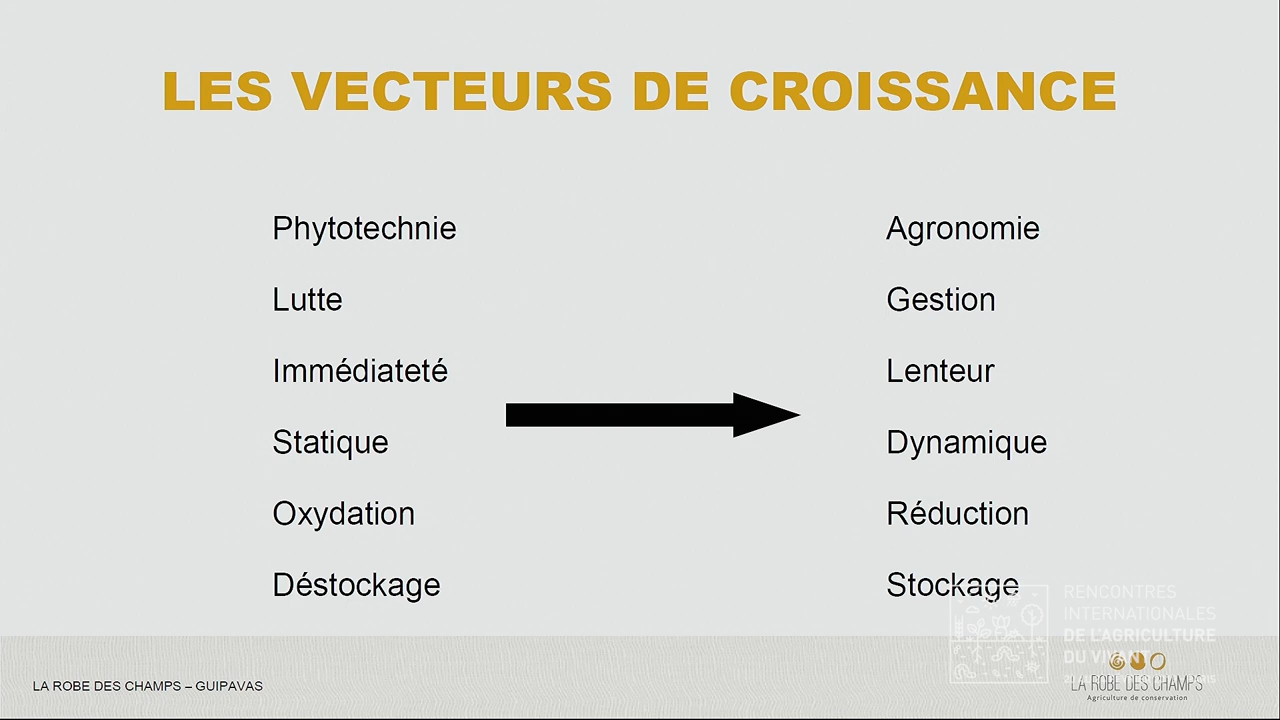 LES VECTEURS DE CROISSANCE
Phytotechnie
Agronomie
Lutte
Gestion
Immédiateté
Lenteur
Statique
Dynamique
Oxydation
Réduction
Déstockage
Stockage
RENCONTRES
INTERNATIONALES
DE L'AGRICULTURE
DU VIVANT
LA ROBE DES CHAMPS – GUIPAVAS
LA ROBE DES CHAMPS
Agriculture de conservation